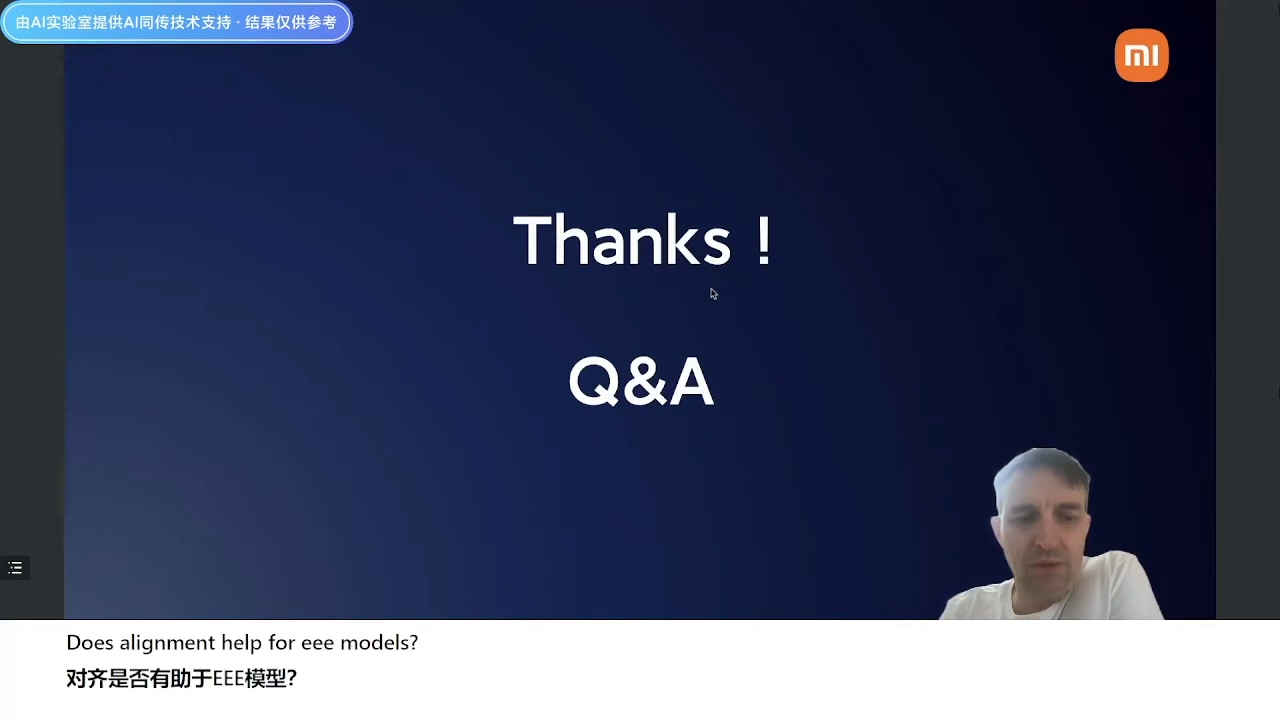 由AI实验室提供AI同传技术支持 · 结果仅供参考
mi
Thanks !
Q&A
Does alignment help for eee models?
对齐是否有助于EEE模型?